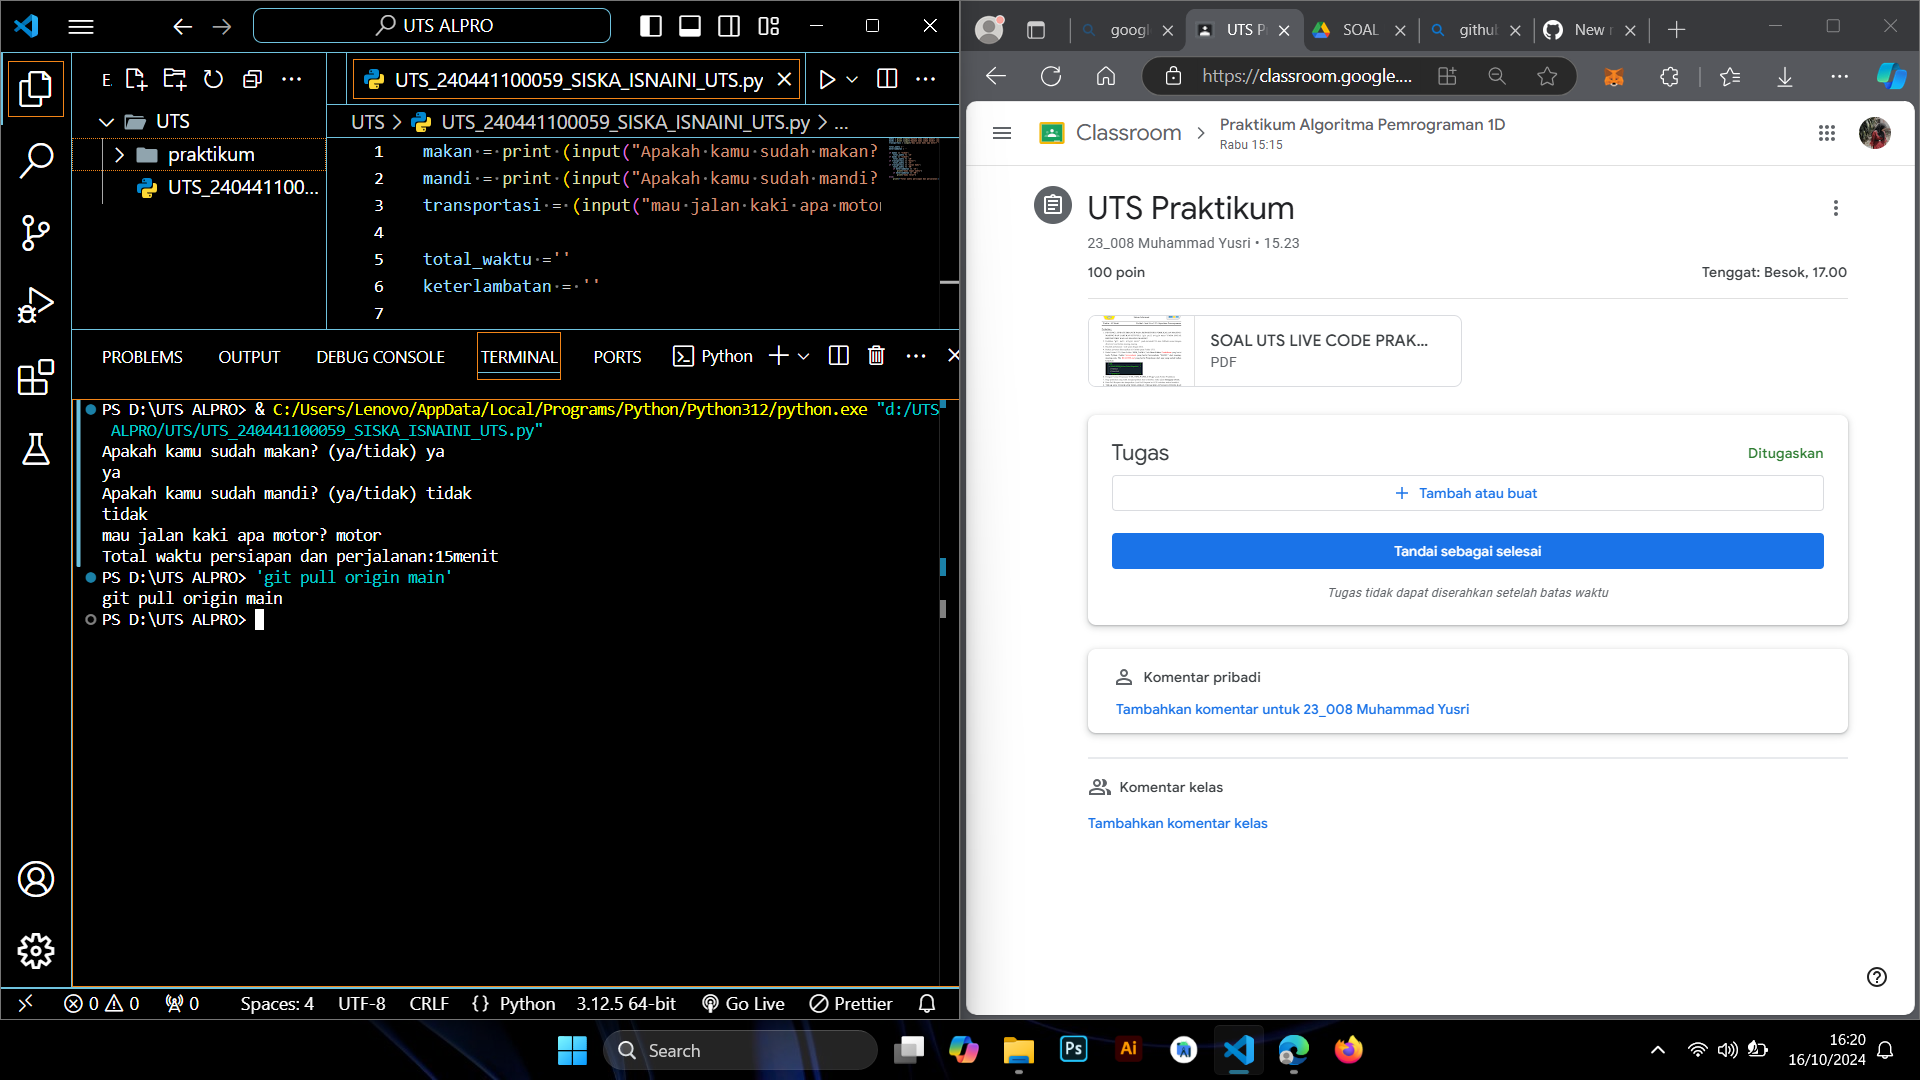 UTS ALPRO
E
UTS
praktikum
UTS_240441100...
UTS_240441100059_SISKA_ISNAINI_UTS.py
UTS > UTS_240441100059_SISKA_ISNAINI_UTS.py > ...
1 makan = print (input("Apakah kamu sudah makan?
2 mandi = print (input("Apakah kamu sudah mandi?
3 transportasi = (input("mau jalan kaki apa motor
4
5 total_waktu =''
6 keterlambatan = ''
7
PROBLEMS OUTPUT DEBUG CONSOLE TERMINAL PORTS Python
PS D:\UTS ALPRO> & C:/Users/Lenovo/AppData/Local/Programs/Python/Python312/python.exe "d:/UTS
ALPRO/UTS/UTS_240441100059_SISKA_ISNAINI_UTS.py"
Apakah kamu sudah makan? (ya/tidak) ya
ya
Apakah kamu sudah mandi? (ya/tidak) tidak
tidak
mau jalan kaki apa motor? motor
Total waktu persiapan dan perjalanan:15menit
PS D:\UTS ALPRO> 'git pull origin main'
git pull origin main
PS D:\UTS ALPRO>
0 0 0 Spaces: 4 UTF-8 CRLF {} Python 3.12.5 64-bit Go Live Prettier
googl UTS P SOAL githu New r
https://classroom.google....
Classroom > Praktikum Algoritma Pemrograman 1D
Rabu 15:15
UTS Praktikum
23_008 Muhammad Yusri • 15.23
100 poin Tenggat: Besok, 17.00
SOAL UTS LIVE CODE PRAK...
PDF
Tugas Ditugaskan
+ Tambah atau buat
Tandai sebagai selesai
Tugas tidak dapat diserahkan setelah batas waktu
Komentar pribadi
Tambahkan komentar untuk 23_008 Muhammad Yusri
Komentar kelas
Tambahkan komentar kelas
Search
Ps
Ai
16:20
16/10/2024